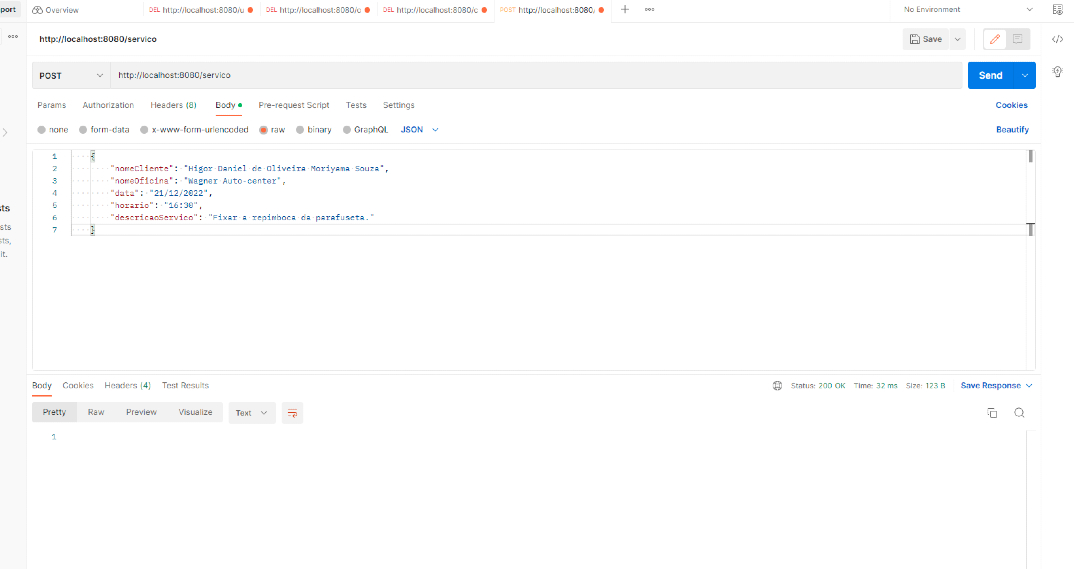 port Overview DEL http://localhost:8080/u DEL http://localhost:8080/c DEL http://localhost:8080/c POST http://localhost:8080/ No Environment
http://localhost:8080/servico Save
POST http://localhost:8080/servico Send
Params Authorization Headers (8) Body Pre-request Script Tests Settings Cookies
none form-data x-www-form-urlencoded raw binary GraphQL JSON Beautify
1 {
2 "nomeCliente": "Higor Daniel de Oliveira Moriyama Souza",
3 "nomeOficina": "Wagner Auto-center",
4 "data": "21/12/2022",
5 "horario": "16:30",
6 "descricaoServico": "Fixar a repimboca da parafuseta."
7 }
sts
sts
sts,
it.
Body Cookies Headers (4) Test Results Status: 200 OK Time: 32 ms Size: 123 B Save Response
Pretty Raw Preview Visualize Text
1